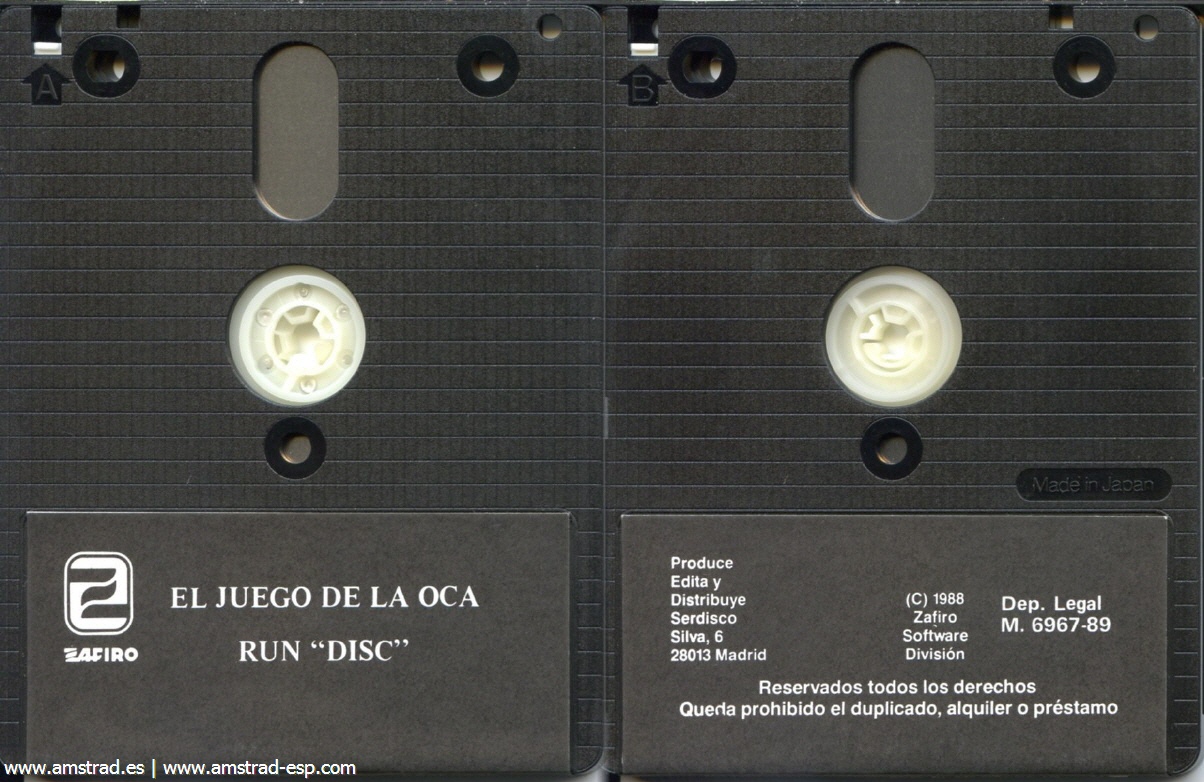 A
B
Made in Japan
ZAFIRO
EL JUEGO DE LA OCA
RUN “DISC”
Produce
Edita y
Distribuye
Serdisco
Silva, 6
28013 Madrid
(C) 1988
Zafiro
Software
División
Dep. Legal
M. 6967-89
Reservados todos los derechos
Queda prohibido el duplicado, alquiler o préstamo
www.amstrad.es | www.amstrad-esp.com